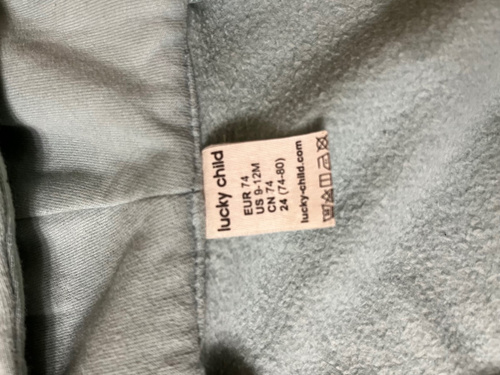 lucky child
EUR 74
US 9-12M
CN 74
24 (74-80)
lucky-child.com